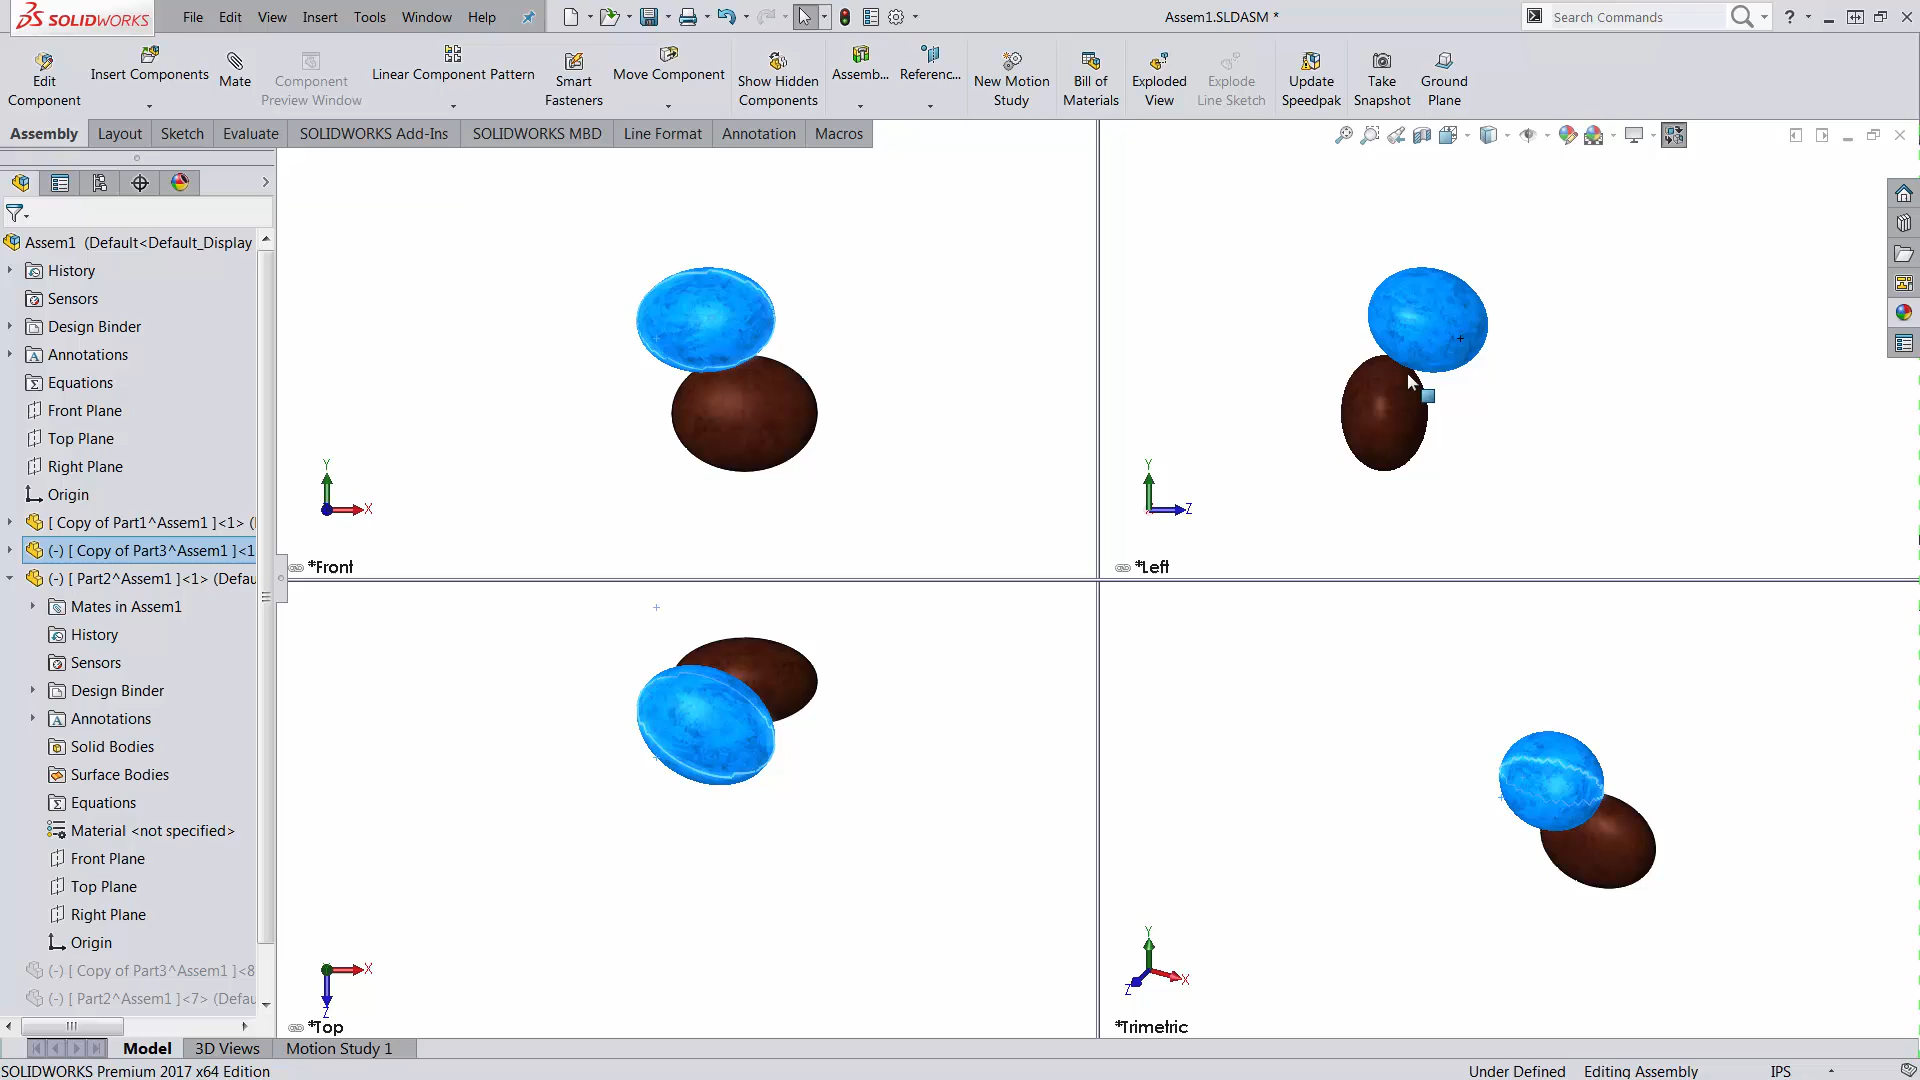 SOLIDWORKS
File Edit View Insert Tools Window Help
Assem1.SLDASM *
Search Commands
?
Edit Component
Insert Components
Mate
Component Preview Window
Linear Component Pattern
Smart Fasteners
Move Component
Show Hidden Components
Assemb...
Referenc...
New Motion Study
Bill of Materials
Exploded View
Explode Line Sketch
Update Speedpak
Take Snapshot
Ground Plane
Assembly Layout Sketch Evaluate SOLIDWORKS Add-Ins SOLIDWORKS MBD Line Format Annotation Macros
Assem1 (Default<Default_Display
History
Sensors
Design Binder
Annotations
Equations
Front Plane
Top Plane
Right Plane
Origin
[ Copy of Part1^Assem1 ]<1> (
(-) [ Copy of Part3^Assem1 ]<1
(-) [ Part2^Assem1 ]<1> (Defau
Mates in Assem1
History
Sensors
Design Binder
Annotations
Solid Bodies
Surface Bodies
Equations
Material <not specified>
Front Plane
Top Plane
Right Plane
Origin
(-) [ Copy of Part3^Assem1 ]<8
(-) [ Part2^Assem1 ]<7> (Defau
Y
X
*Front
Y
Z
*Left
X
Z
*Top
Y
X
Z
*Trimetric
Model 3D Views Motion Study 1
SOLIDWORKS Premium 2017 x64 Edition
Under Defined Editing Assembly IPS